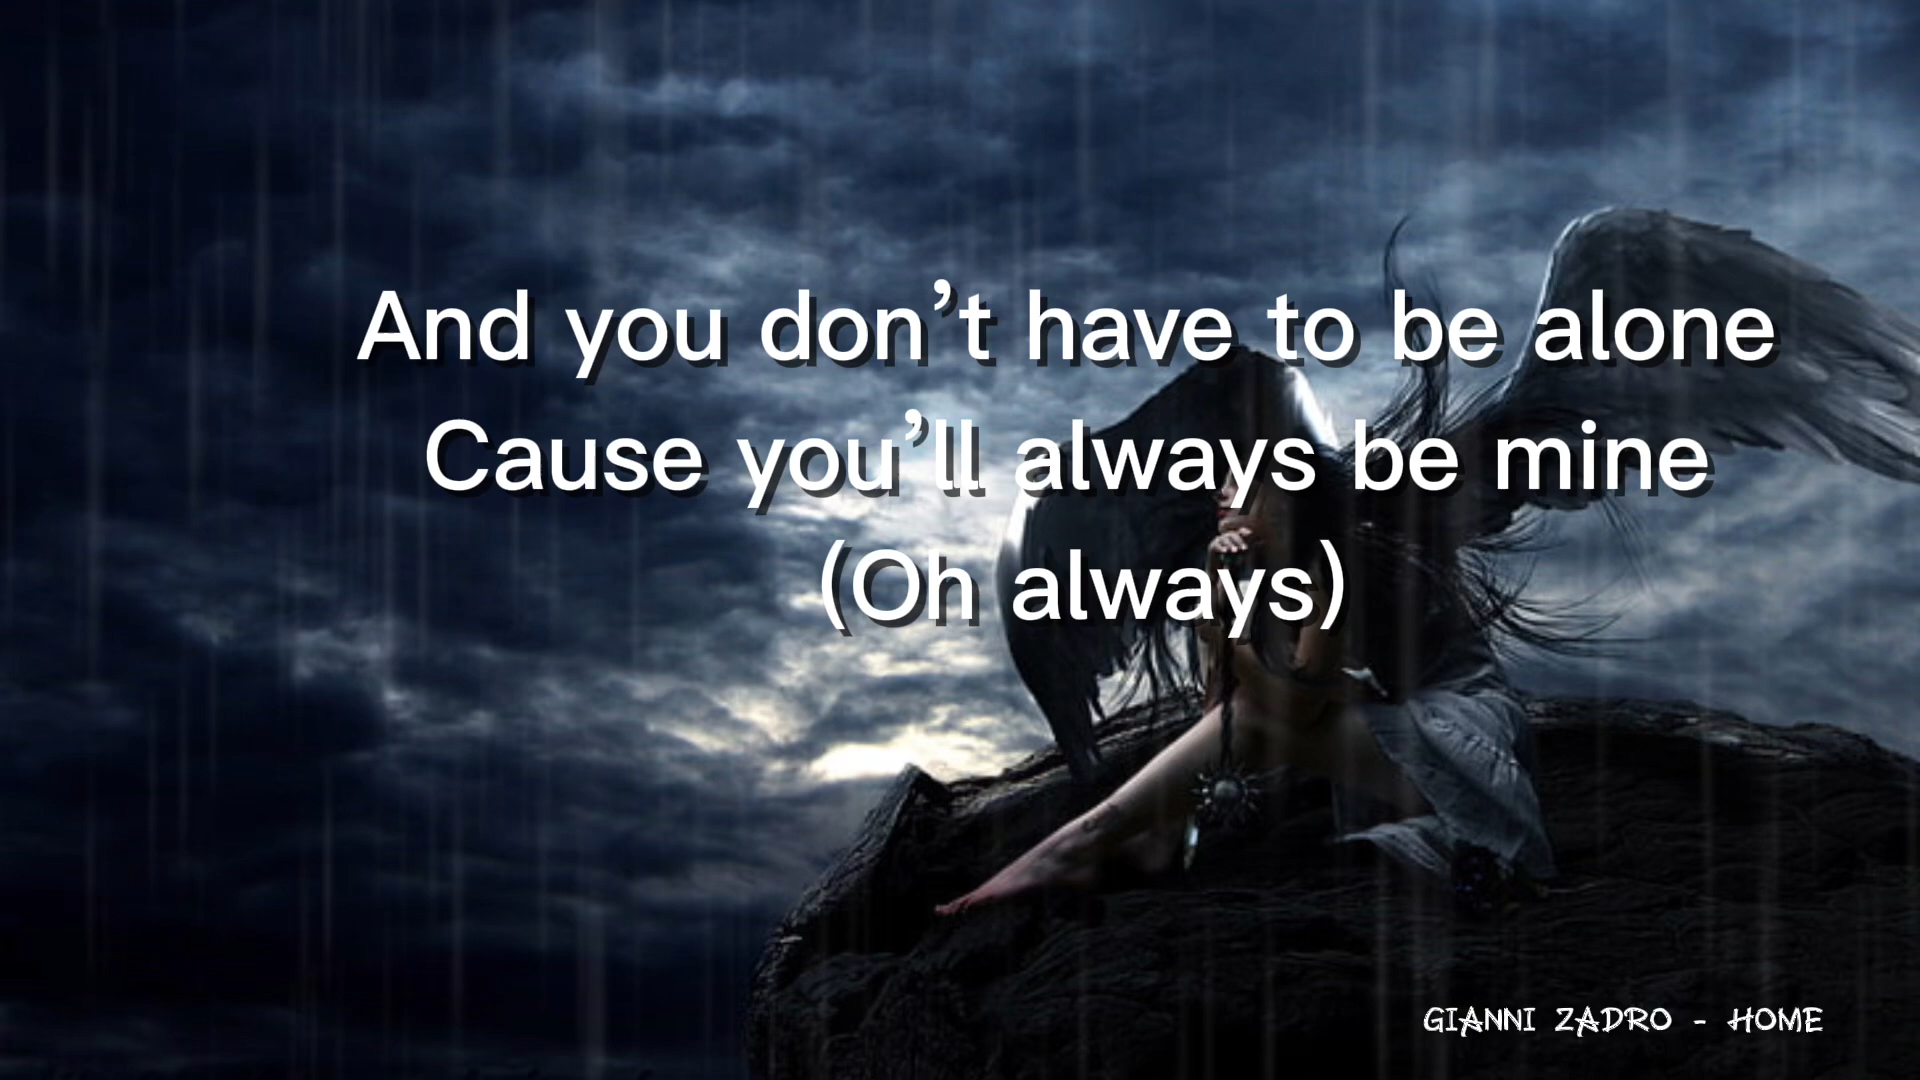 And you don’t have to be alone
Cause you’ll always be mine
(Oh always)
GIANNI ZADRO - HOME